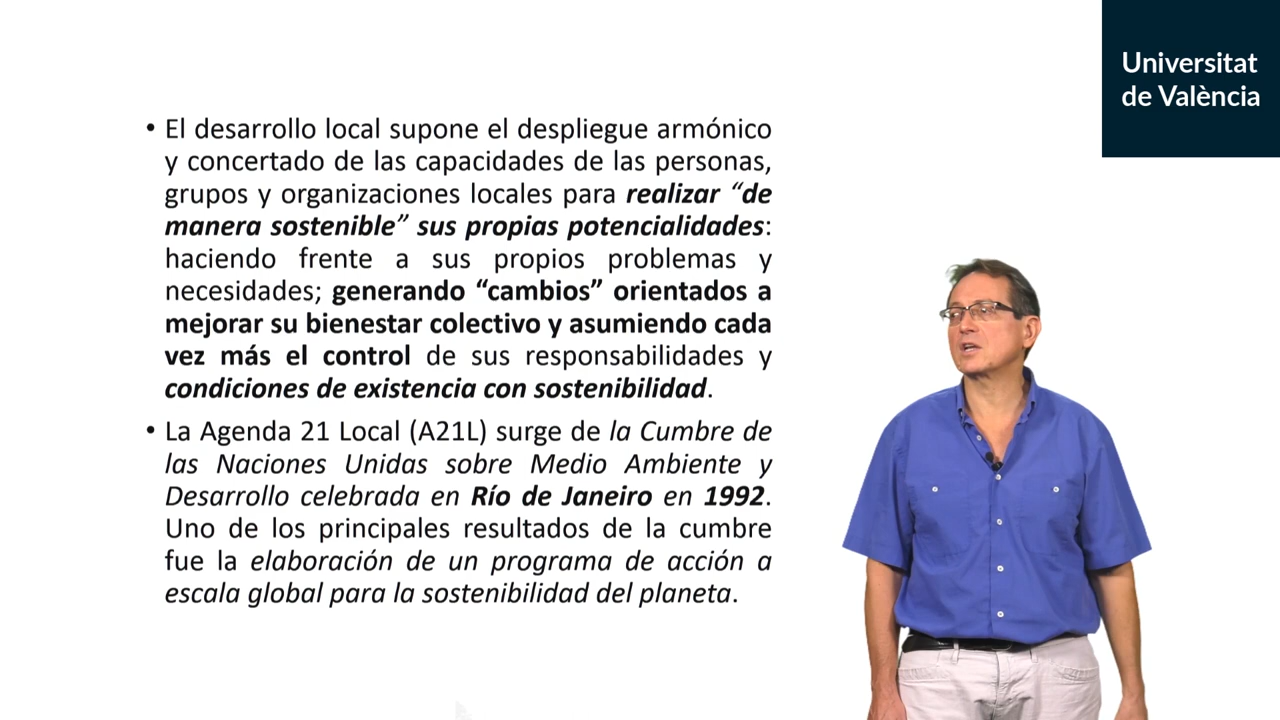 Universitat
de València
• El desarrollo local supone el despliegue armónico
y concertado de las capacidades de las personas,
grupos y organizaciones locales para realizar “de
manera sostenible” sus propias potencialidades:
haciendo frente a sus propios problemas y
necesidades; generando “cambios” orientados a
mejorar su bienestar colectivo y asumiendo cada
vez más el control de sus responsabilidades y
condiciones de existencia con sostenibilidad.
• La Agenda 21 Local (A21L) surge de la Cumbre de
las Naciones Unidas sobre Medio Ambiente y
Desarrollo celebrada en Río de Janeiro en 1992.
Uno de los principales resultados de la cumbre
fue la elaboración de un programa de acción a
escala global para la sostenibilidad del planeta.